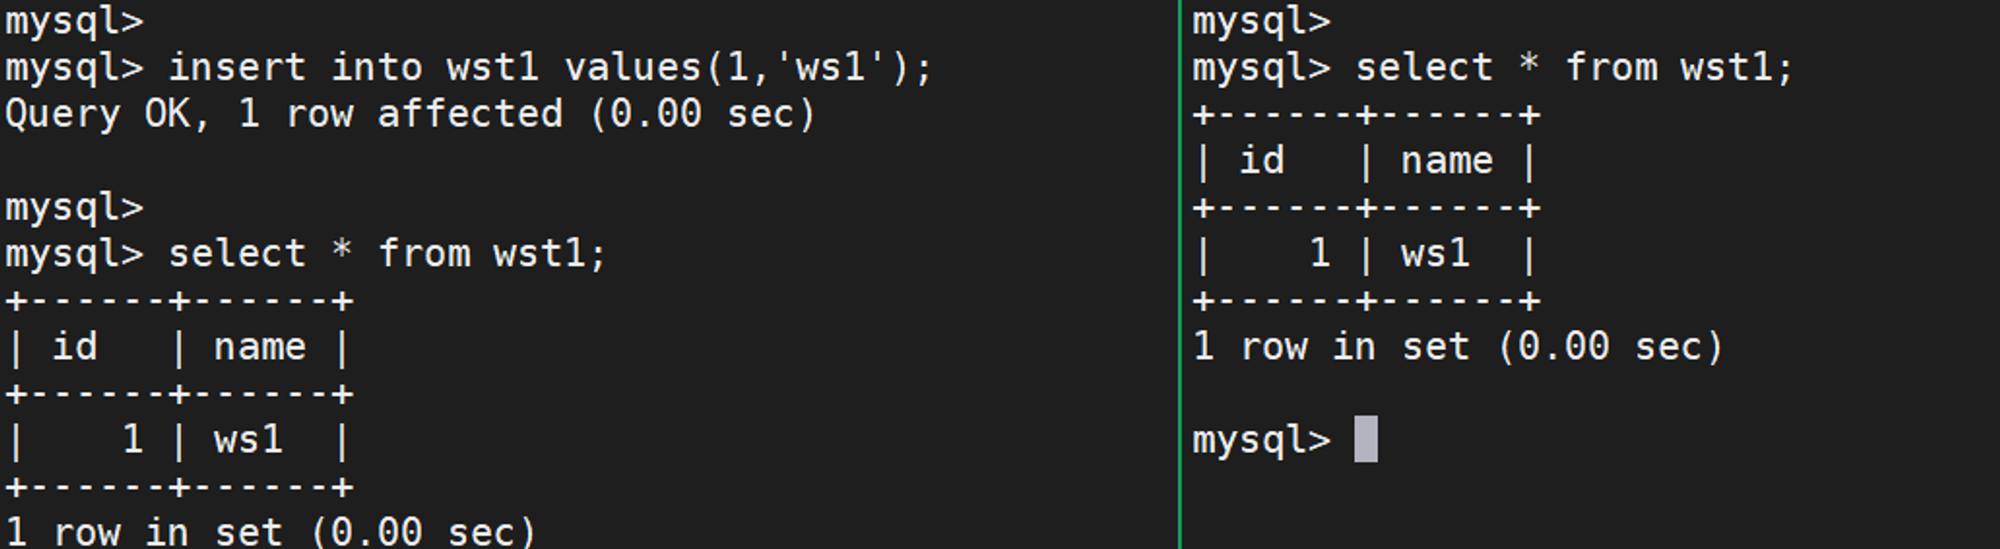 mysql>
mysql> insert into wst1 values(1,'ws1');
Query OK, 1 row affected (0.00 sec)

mysql>
mysql> select * from wst1;
+------+------+
| id   | name |
+------+------+
|    1 | ws1  |
+------+------+
1 row in set (0.00 sec)
mysql>
mysql> select * from wst1;
+------+------+
| id   | name |
+------+------+
|    1 | ws1  |
+------+------+
1 row in set (0.00 sec)

mysql>